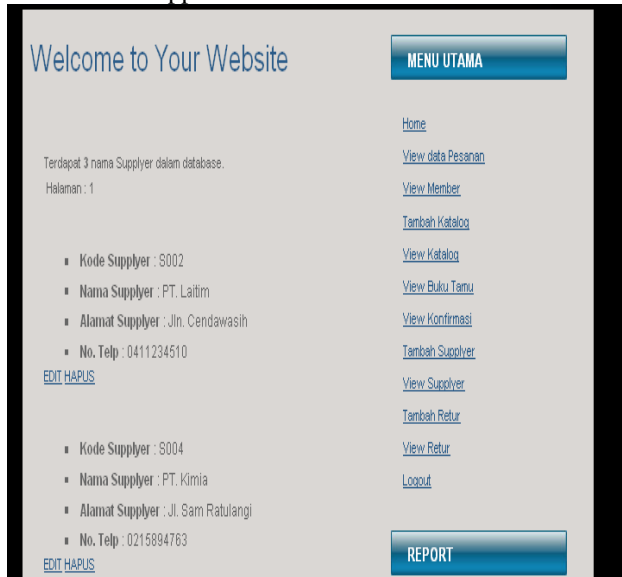 Welcome to Your Website
Terdapat 3 nama Supplyer dalam database.
Halaman : 1
Kode Supplyer : S002
Nama Supplyer : PT. Laitim
Alamat Supplyer : Jln. Cendawasih
No. Telp : 0411234510
EDIT HAPUS
Kode Supplyer : S004
Nama Supplyer : PT. Kimia
Alamat Supplyer : Jl. Sam Ratulangi
No. Telp : 0215894763
EDIT HAPUS
MENU UTAMA
Home
View data Pesanan
View Member
Tambah Katalog
View Katalog
View Buku Tamu
View Konfirmasi
Tambah Supplyer
View Supplyer
Tambah Retur
View Retur
Logout
REPORT